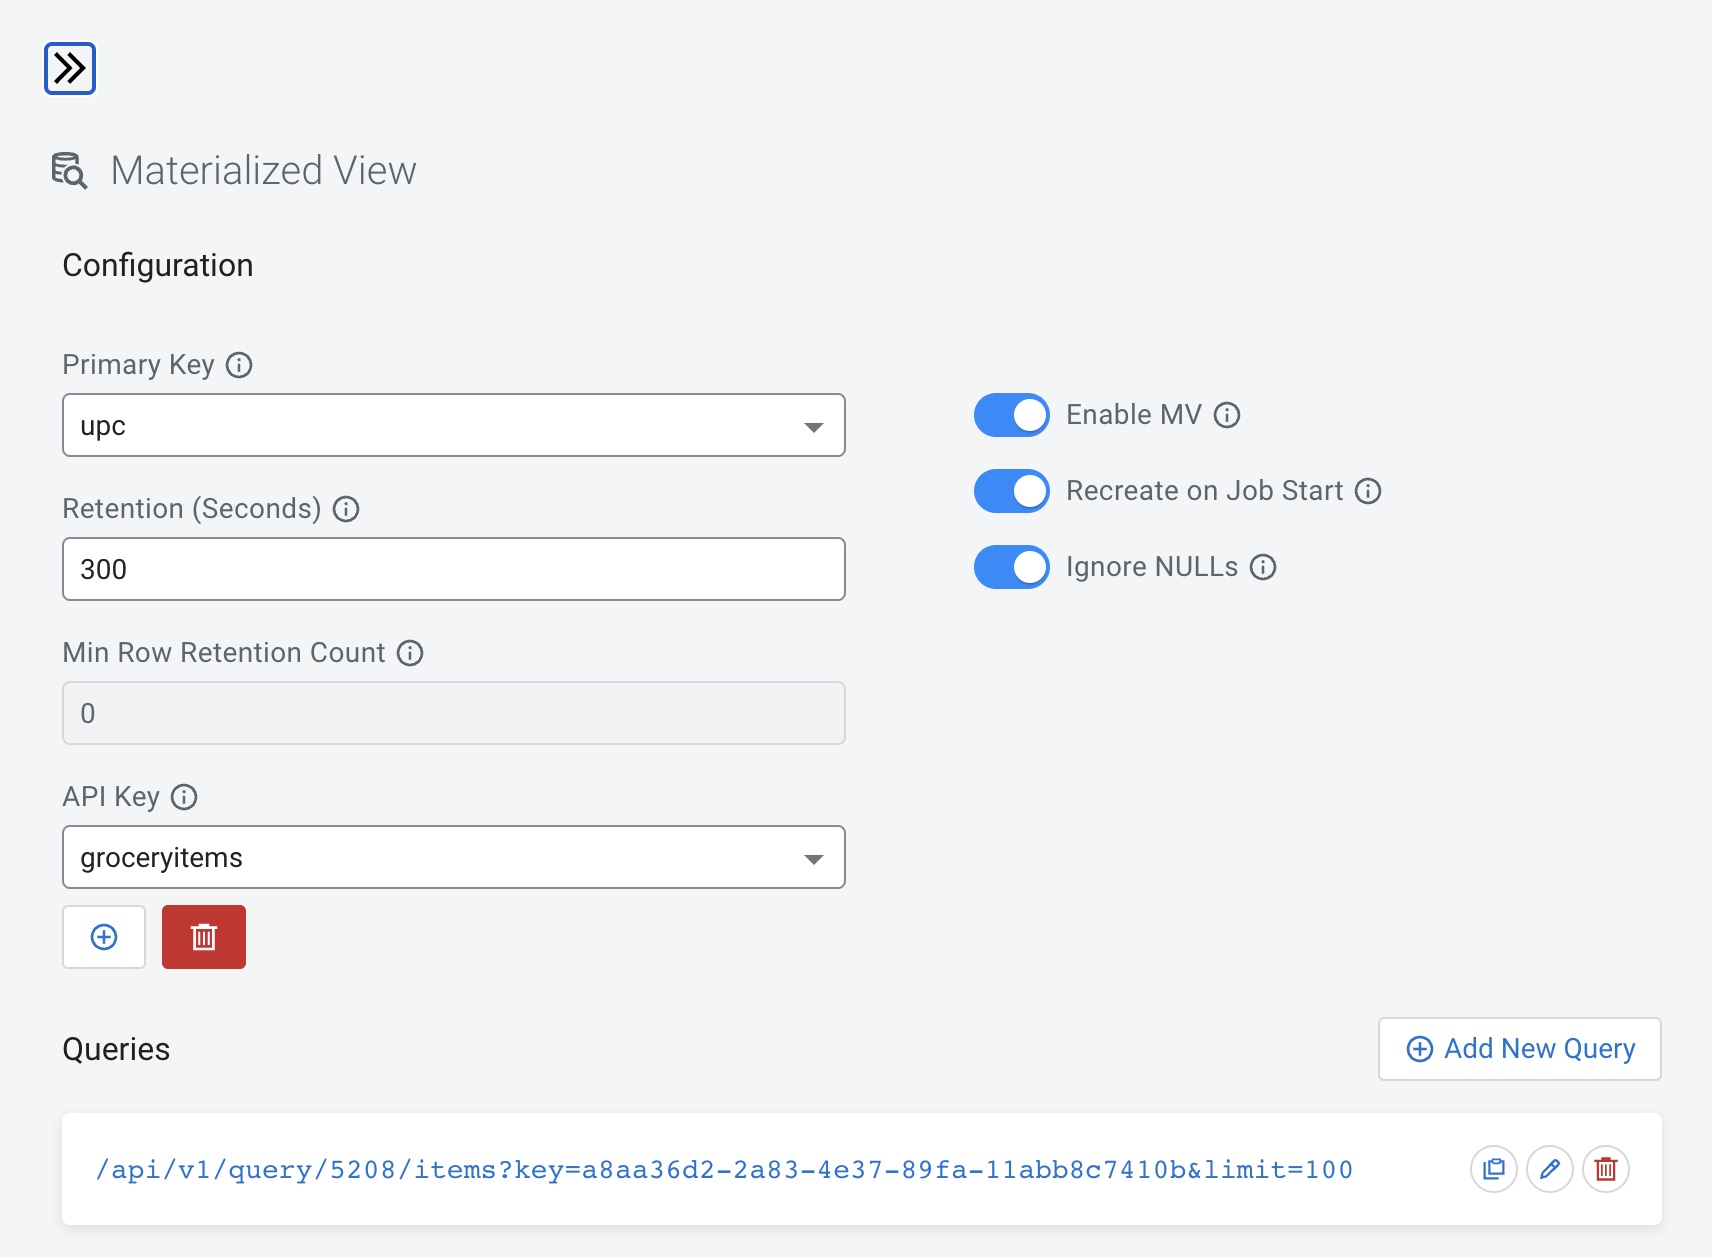 Materialized View
Configuration
Primary Key
upc
Enable MV
Recreate on Job Start
Ignore NULLs
Retention (Seconds)
300
Min Row Retention Count
0
API Key
groceryitems
Queries
Add New Query
/api/v1/query/5208/items?key=a8aa36d2-2a83-4e37-89fa-11abb8c7410b&limit=100